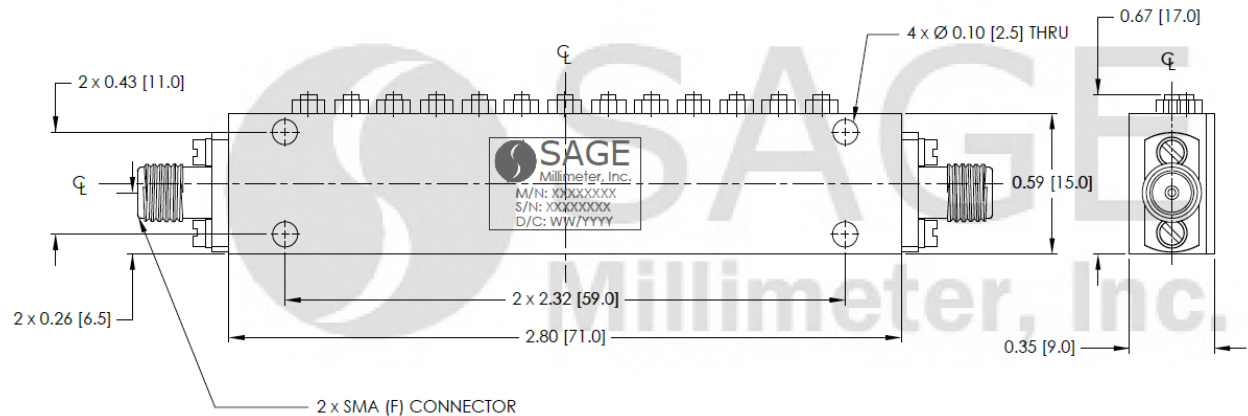 0.67 [17.0]
4 x Ø 0.10 [2.5] THRU
℄
℄
2 x 0.43 [11.0]
SAGE
SAGE
Millimeter, Inc.
℄
0.59 [15.0]
M/N: XXXXXXXX
S/N: XXXXXXXX
D/C: WW/YYYY
Millimeter, Inc.
2 x 2.32 [59.0]
2 x 0.26 [6.5]
2.80 [71.0]
0.35 [9.0]
2 x SMA (F) CONNECTOR